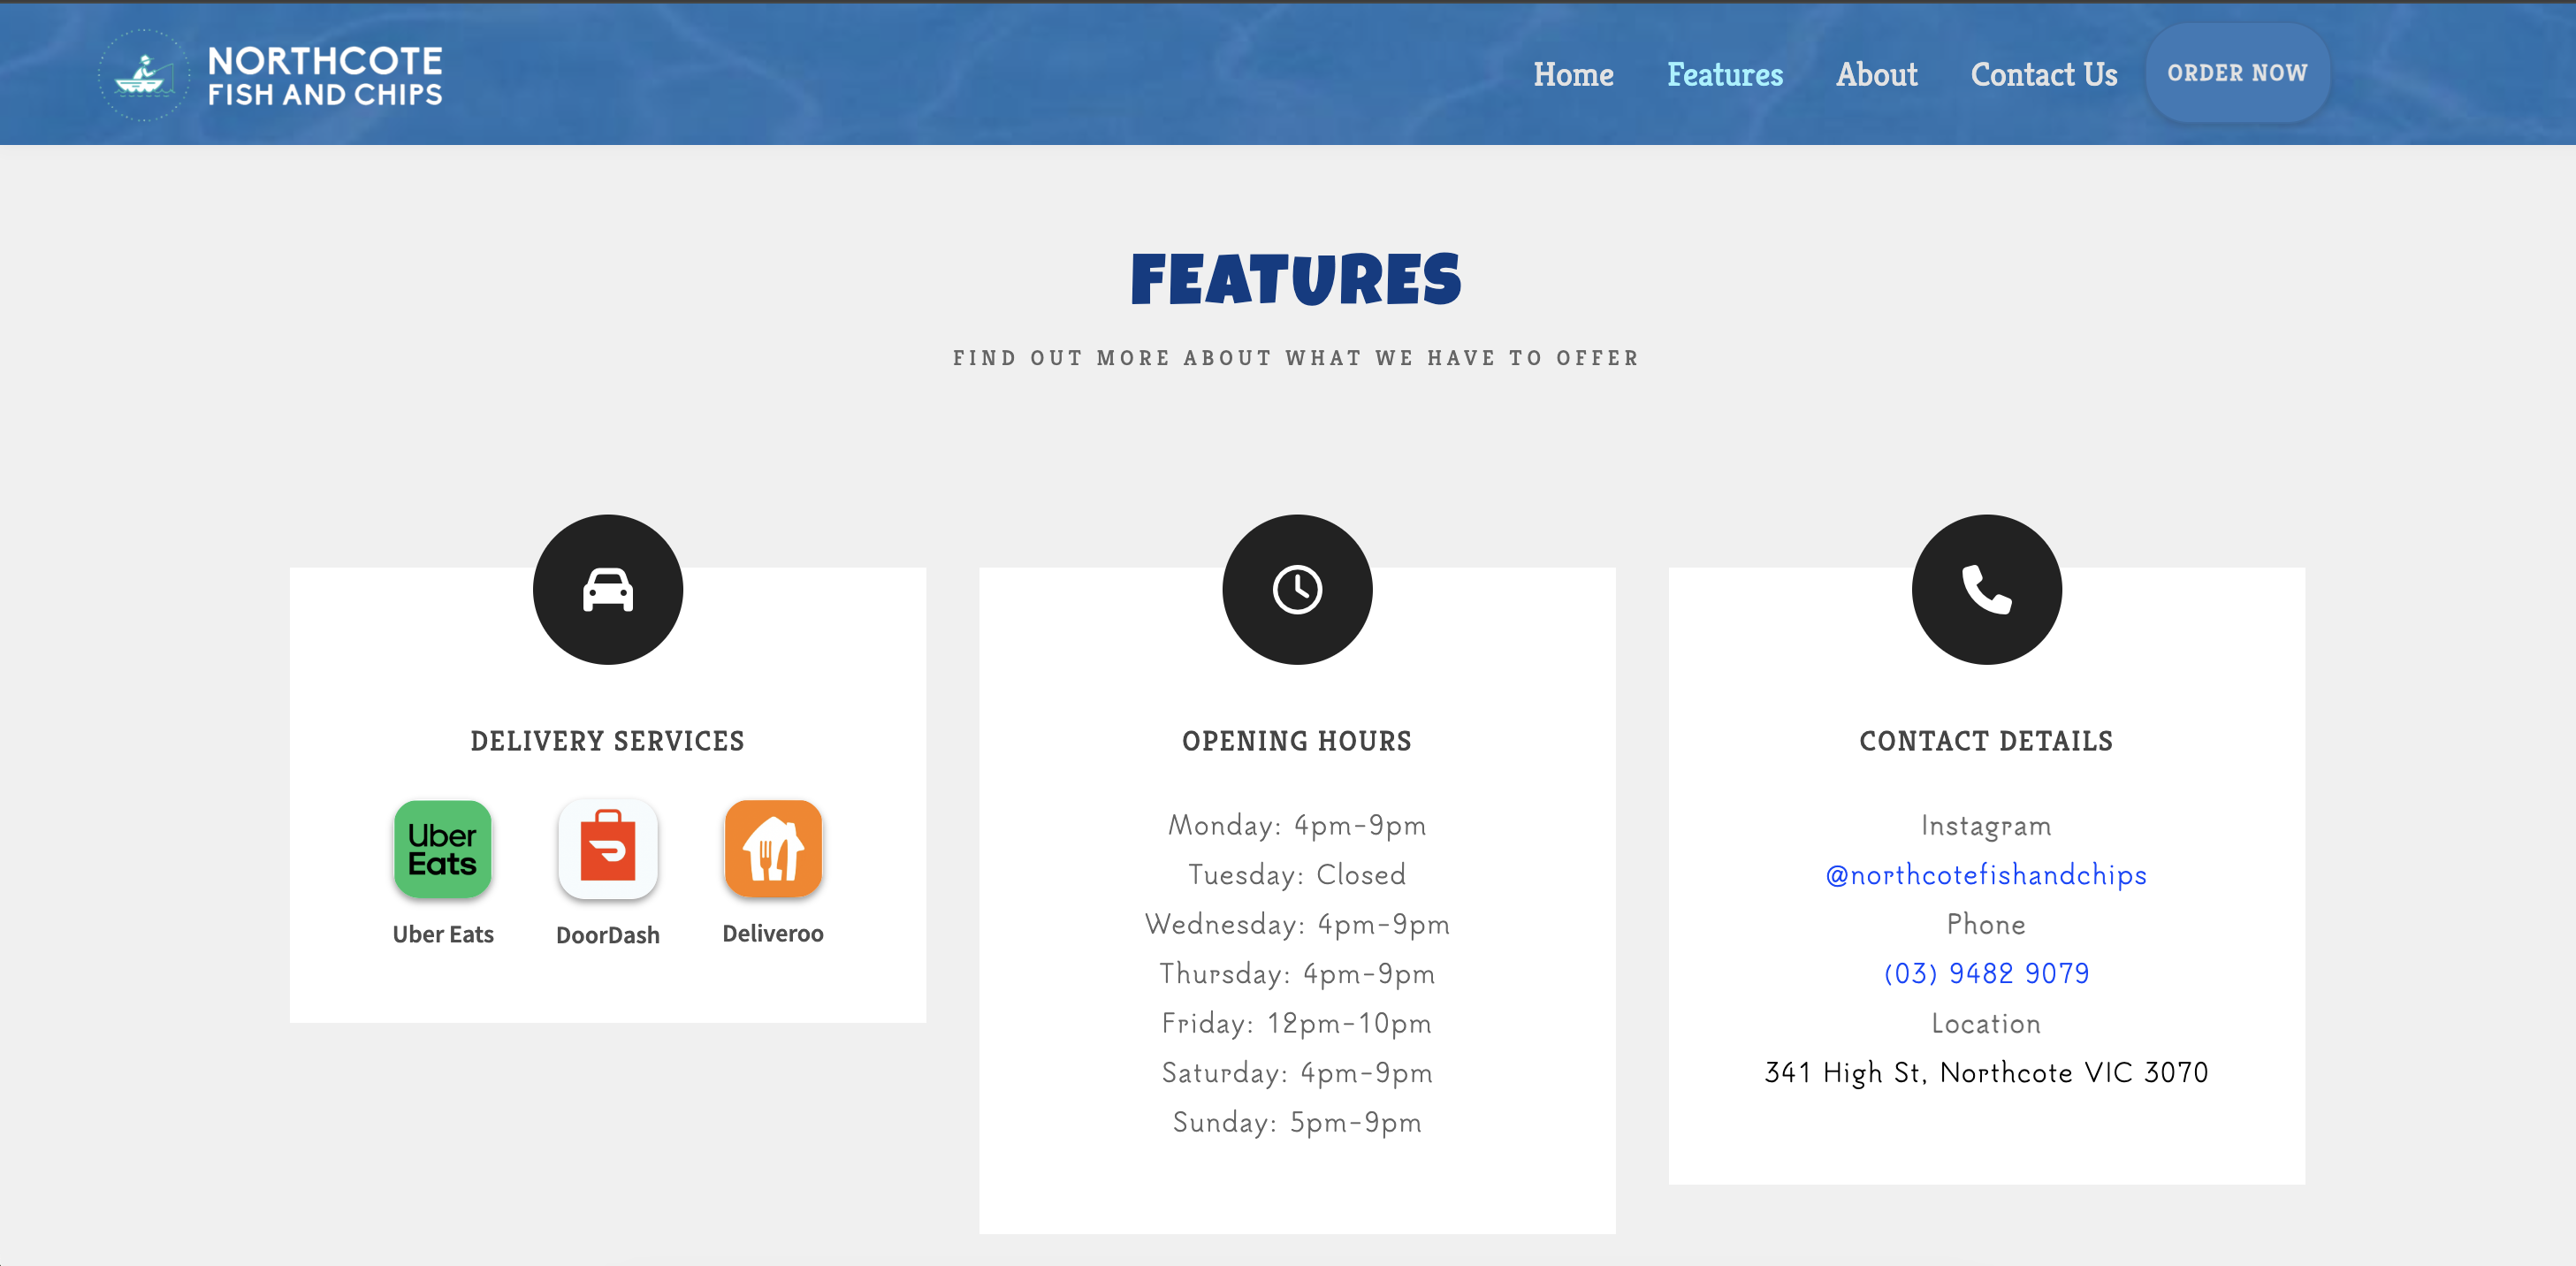 NORTHCOTE
FISH AND CHIPS
Home Features About Contact Us ORDER NOW
FEATURES
FIND OUT MORE ABOUT WHAT WE HAVE TO OFFER
DELIVERY SERVICES
Uber
Eats
Uber Eats DoorDash Deliveroo
OPENING HOURS
Monday: 4pm-9pm
Tuesday: Closed
Wednesday: 4pm-9pm
Thursday: 4pm-9pm
Friday: 12pm-10pm
Saturday: 4pm-9pm
Sunday: 5pm-9pm
CONTACT DETAILS
Instagram
@northcotefishandchips
Phone
(03) 9482 9079
Location
341 High St, Northcote VIC 3070